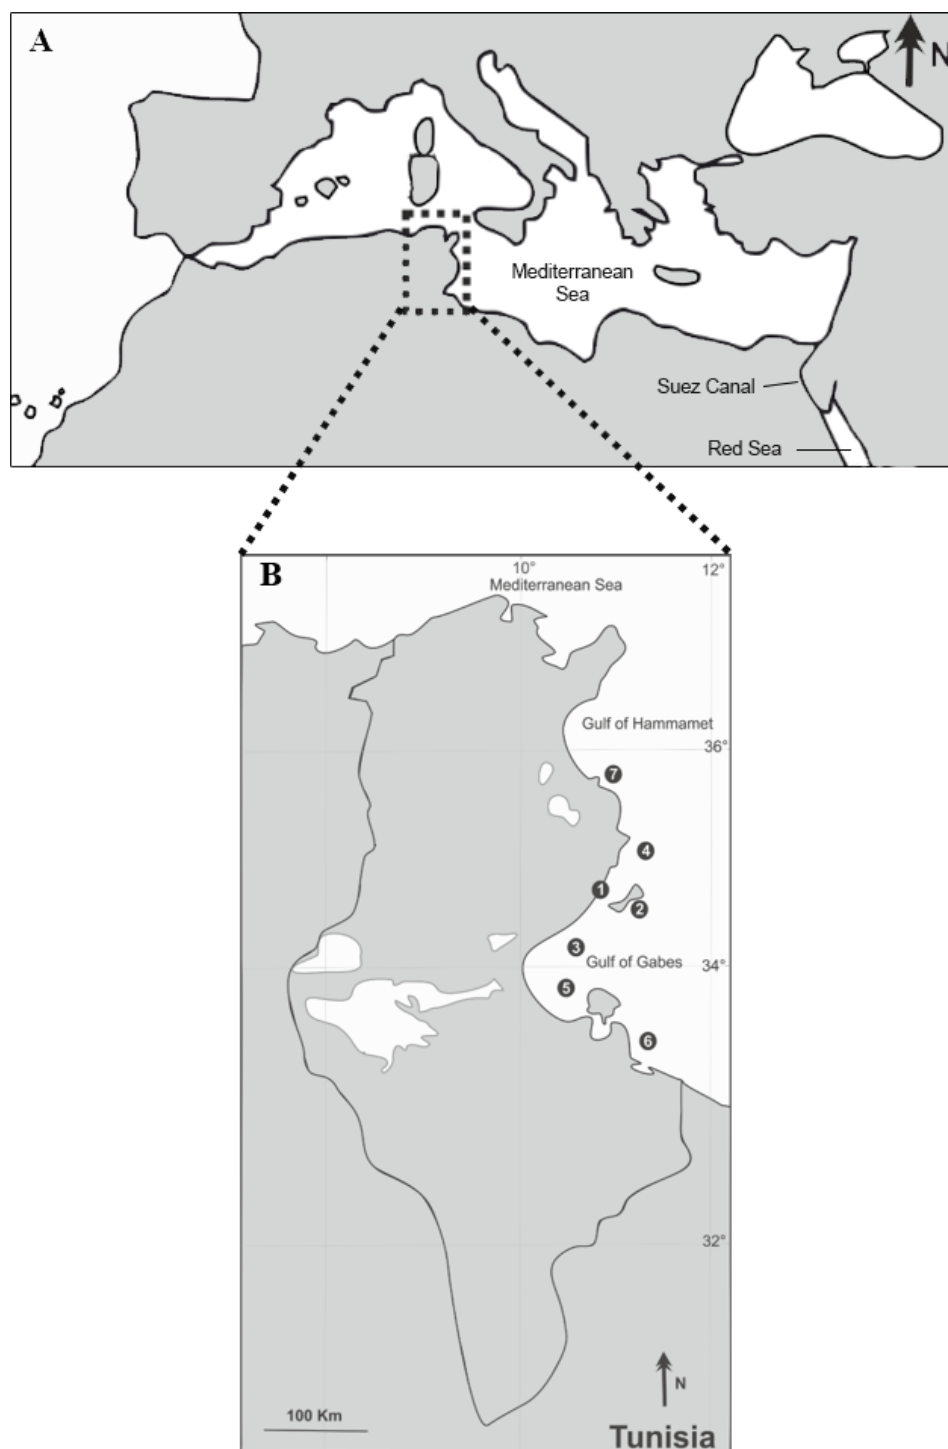 A
N
Mediterranean
Sea
Suez Canal
Red Sea
B
10°
12°
Mediterranean Sea
Gulf of Hammamet
36°
7
4
1
2
3
Gulf of Gabes
34°
5
6
32°
N
100 Km
Tunisia